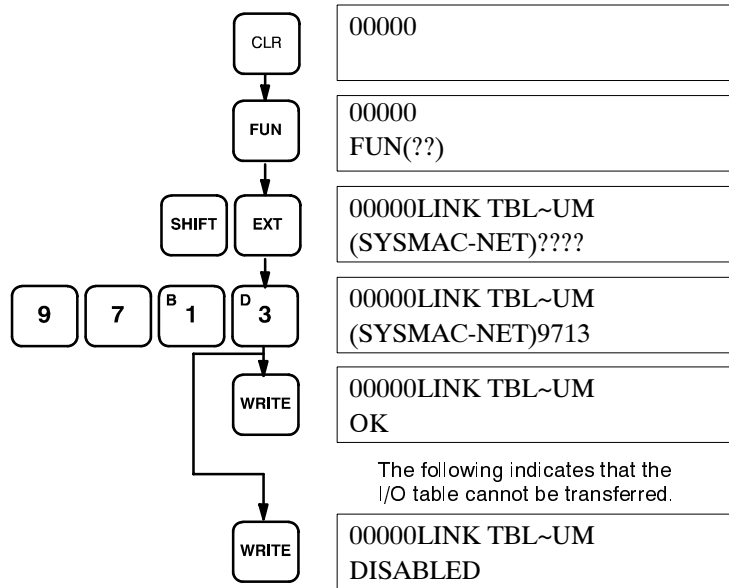 CLR
00000
FUN
00000
FUN(??)
SHIFT EXT
00000LINK TBL~UM
(SYSMAC-NET)????
9 7 B 1 D 3
00000LINK TBL~UM
(SYSMAC-NET)9713
WRITE
00000LINK TBL~UM
OK
The following indicates that the
I/O table cannot be transferred.
WRITE
00000LINK TBL~UM
DISABLED